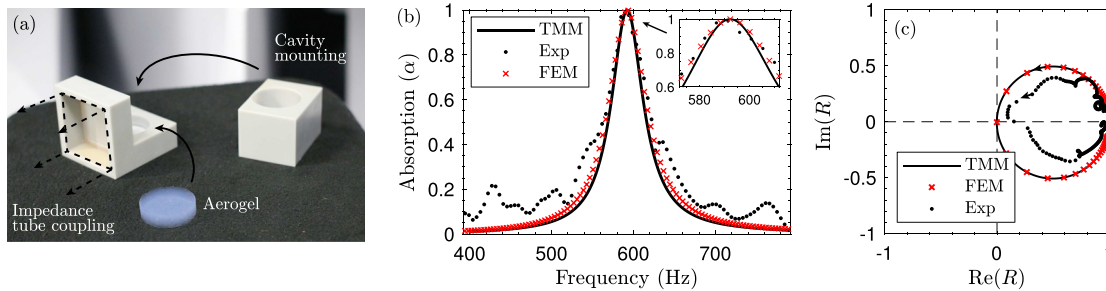 (a)
Cavity
mounting
Impedance
tube coupling
Aerogel
(b)
TMM
Exp
FEM
Absorption (α)
1
0.8
0.6
0.4
0.2
0
400
500
600
700
Frequency (Hz)
1
0.8
0.6
580
600
(c)
Im(R)
1
0.5
0
-0.5
-1
TMM
FEM
Exp
-1
0
Re(R)